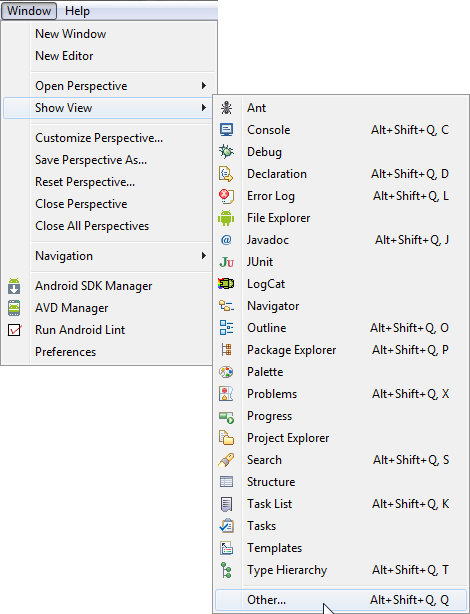 Window Help
New Window
New Editor
Open Perspective
Show View
Customize Perspective...
Save Perspective As...
Reset Perspective...
Close Perspective
Close All Perspectives
Navigation
Android SDK Manager
AVD Manager
Run Android Lint
Preferences
Ant
Console Alt+Shift+Q, C
Debug
Declaration Alt+Shift+Q, D
Error Log Alt+Shift+Q, L
File Explorer
@ Javadoc Alt+Shift+Q, J
Ju JUnit
LogCat
Navigator
Outline Alt+Shift+Q, O
Package Explorer Alt+Shift+Q, P
Palette
Problems Alt+Shift+Q, X
Progress
Project Explorer
Search Alt+Shift+Q, S
Structure
Task List Alt+Shift+Q, K
Tasks
Templates
Type Hierarchy Alt+Shift+Q, T
Other... Alt+Shift+Q, Q